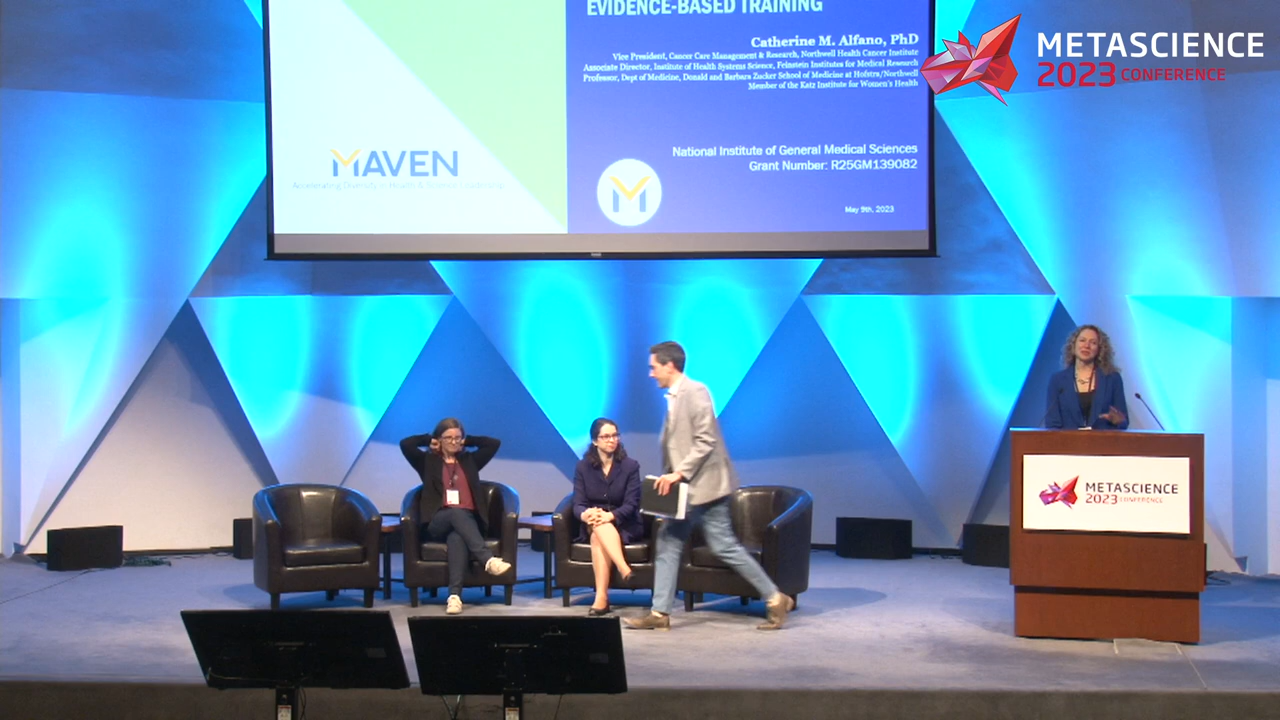 EVIDENCE-BASED TRAINING
Catherine M. Alfano, PhD
Vice President, Cancer Care Management & Research, Northwell Health Cancer Institute
Associate Director, Institute of Health Systems Science, Feinstein Institutes for Medical Research
Professor, Dept of Medicine, Donald and Barbara Zucker School of Medicine at Hofstra/Northwell
Member of the Katz Institute for Women's Health
MAVEN
Accelerating Diversity in Health & Science Leadership
National Institute of General Medical Sciences
Grant Number: R25GM139082
M
May 9th, 2023
METASCIENCE
2023 CONFERENCE
METASCIENCE
2023 CONFERENCE